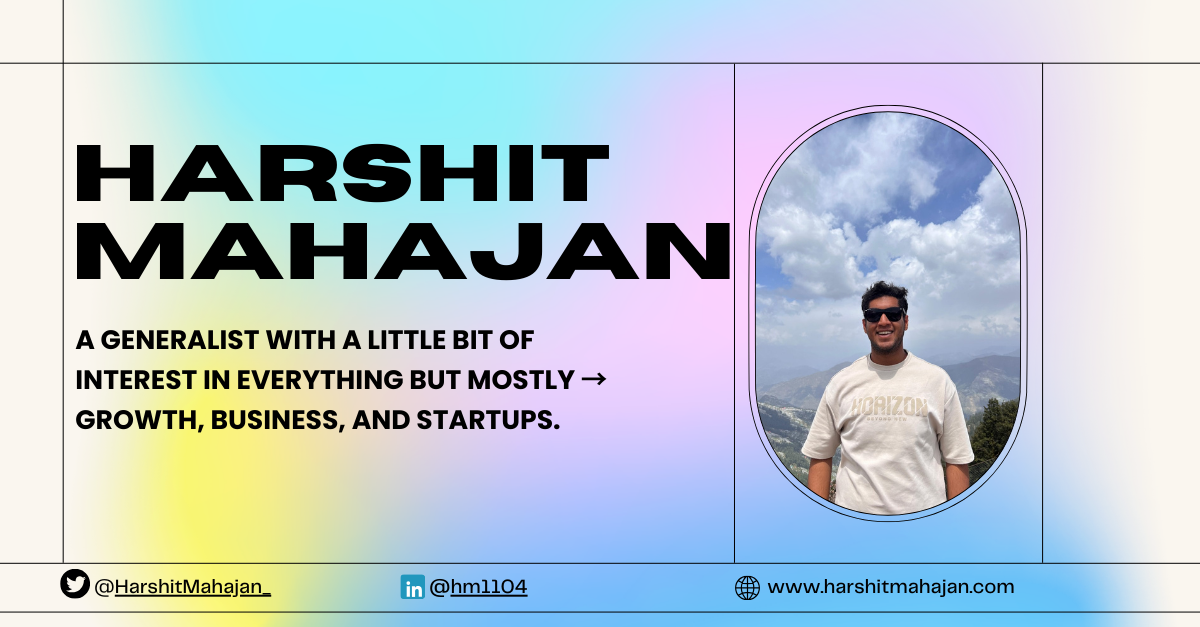 HARSHIT
MAHAJAN
A GENERALIST WITH A LITTLE BIT OF
INTEREST IN EVERYTHING BUT MOSTLY →
GROWTH, BUSINESS, AND STARTUPS.
HORIZON
@HarshitMahajan_
in @hm1104
www.harshitmahajan.com